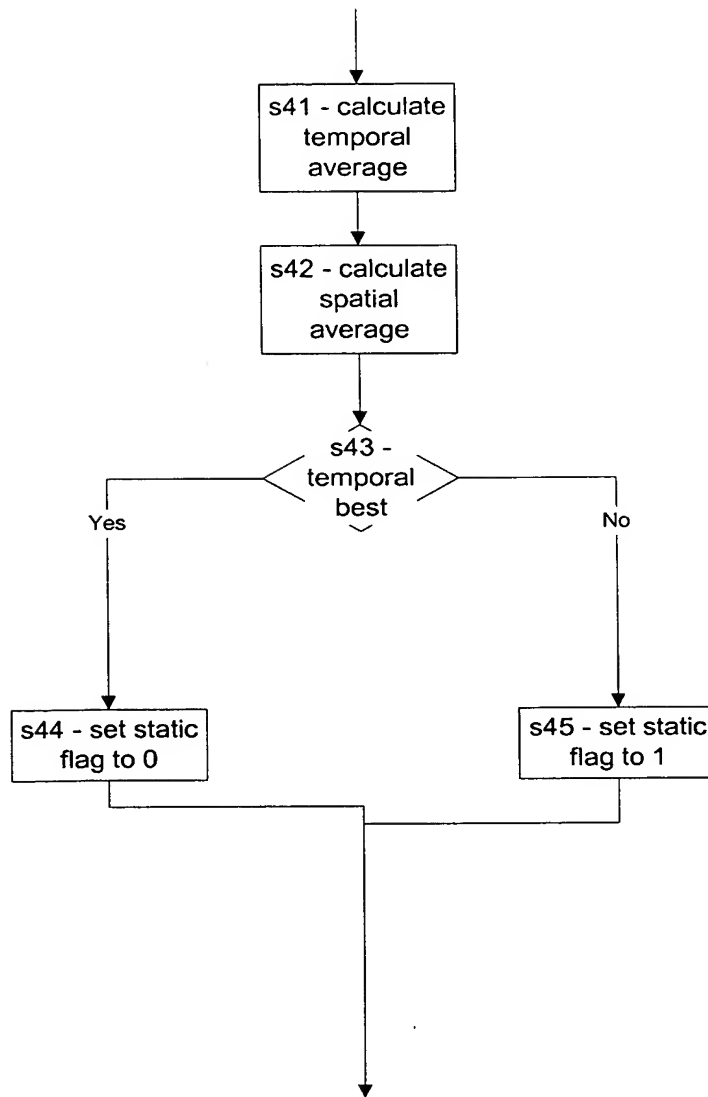 s41 - calculate
temporal
average
s42 - calculate
spatial
average
s43 -
temporal
best
Yes
No
s44 - set static
flag to 0
s45 - set static
flag to 1